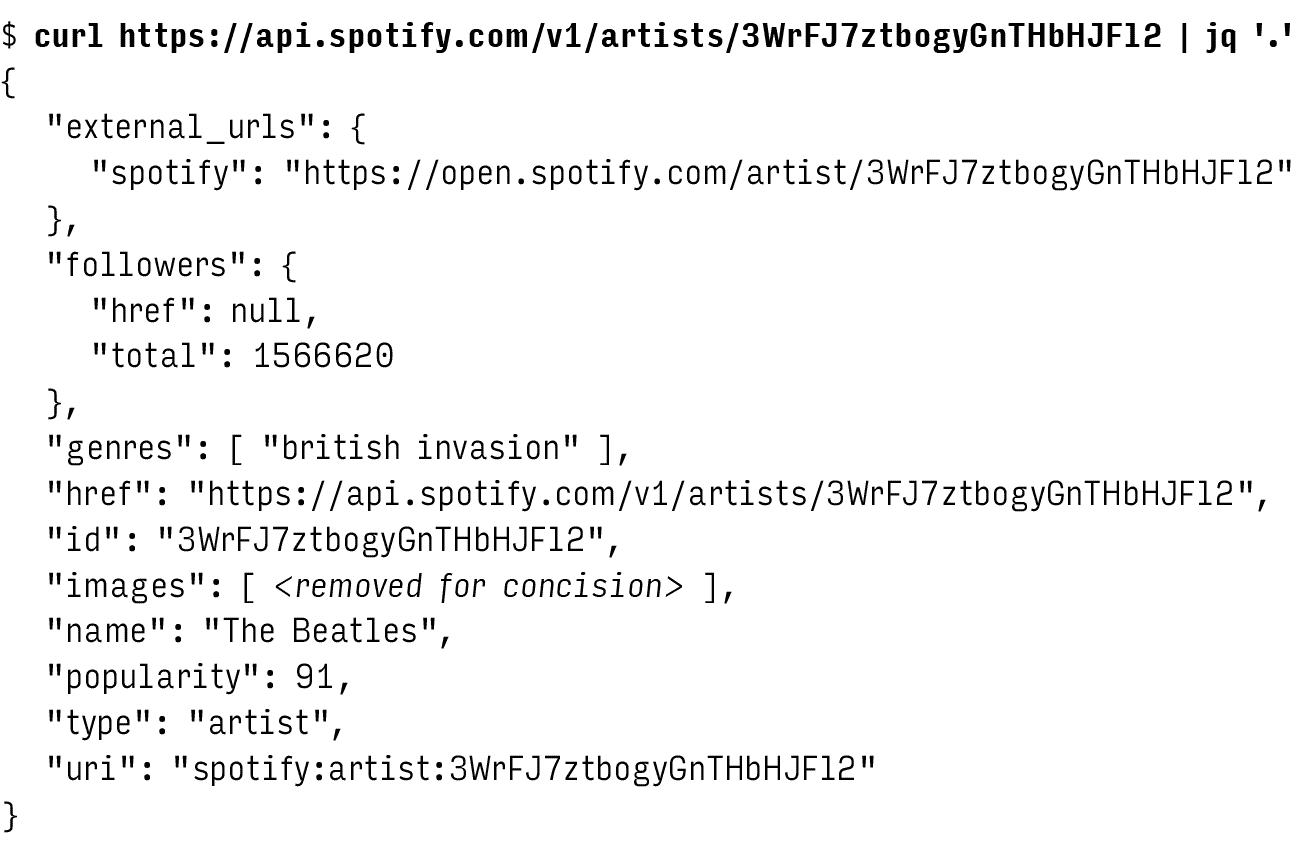 $ curl https://api.spotify.com/v1/artists/3WrFJ7ztbogyGnTHbHJFl2 | jq '.'
{
"external_urls": {
"spotify": "https://open.spotify.com/artist/3WrFJ7ztbogyGnTHbHJFl2"
},
"followers": {
"href": null,
"total": 1566620
},
"genres": [ "british invasion" ],
"href": "https://api.spotify.com/v1/artists/3WrFJ7ztbogyGnTHbHJFl2",
"id": "3WrFJ7ztbogyGnTHbHJFl2",
"images": [ <removed for concision> ],
"name": "The Beatles",
"popularity": 91,
"type": "artist",
"uri": "spotify:artist:3WrFJ7ztbogyGnTHbHJFl2"
}